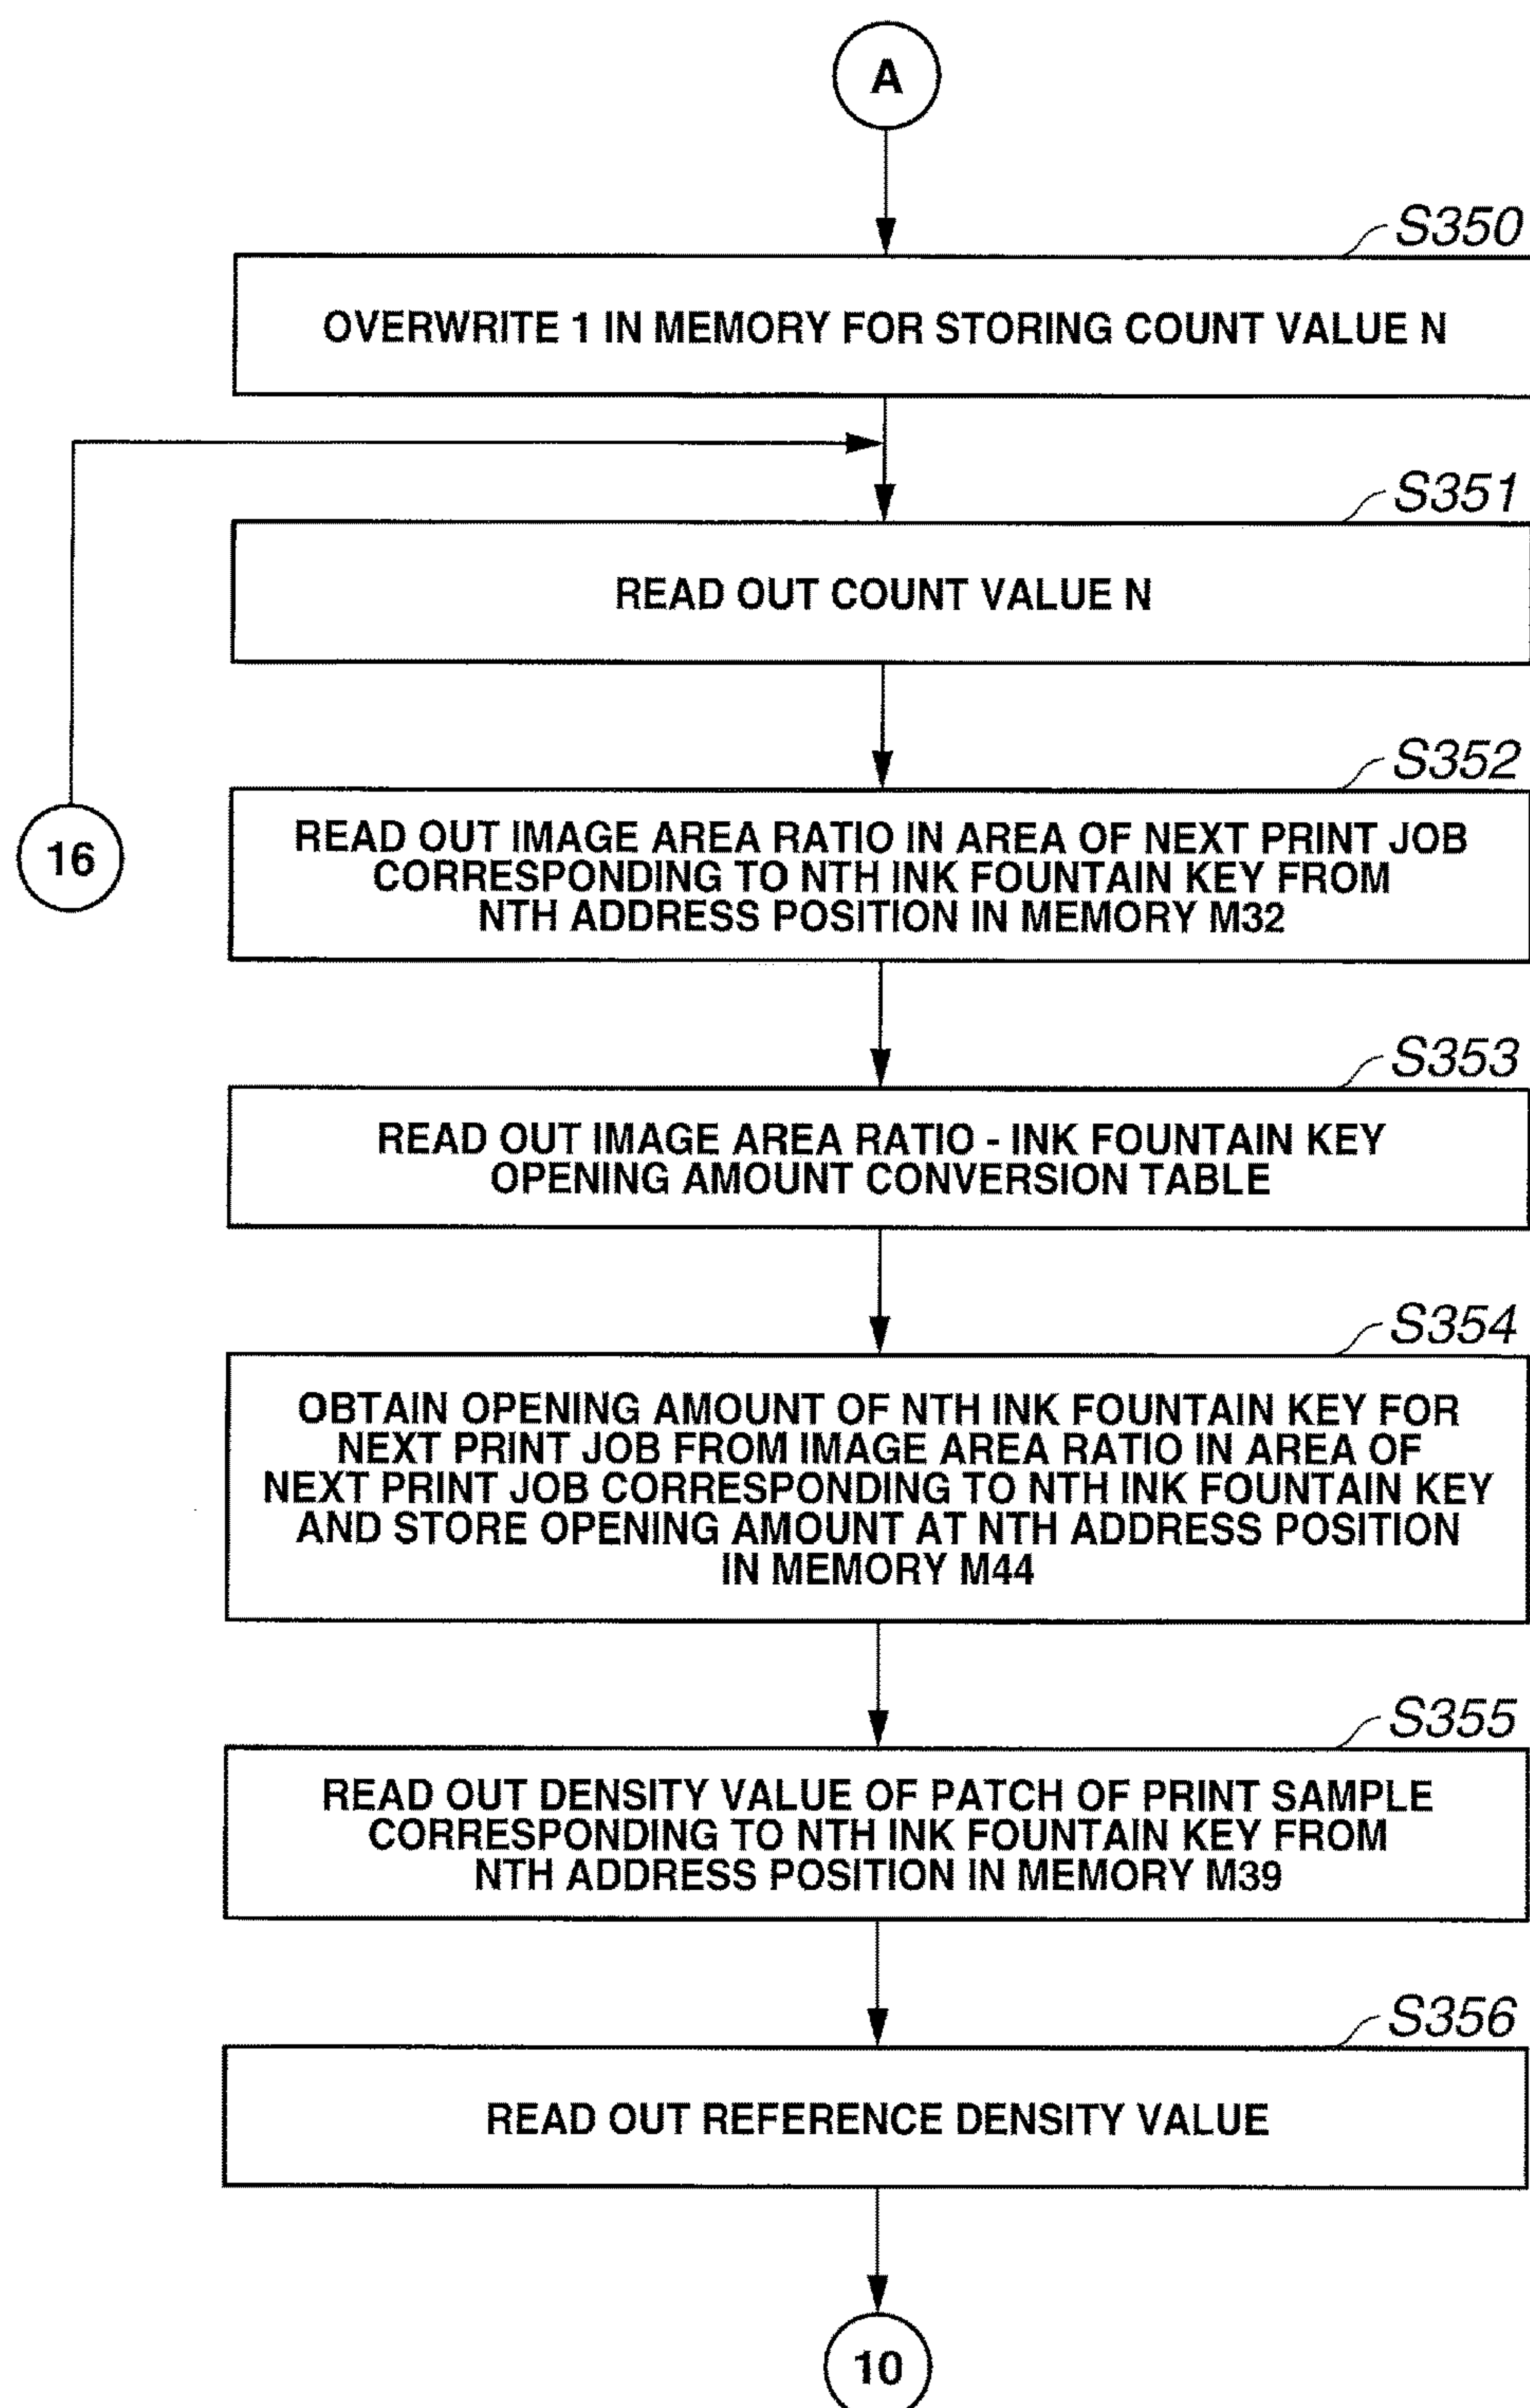 A
S350
OVERWRITE 1 IN MEMORY FOR STORING COUNT VALUE N
S351
READ OUT COUNT VALUE N
S352
READ OUT IMAGE AREA RATIO IN AREA OF NEXT PRINT JOB
CORRESPONDING TO NTH INK FOUNTAIN KEY FROM
NTH ADDRESS POSITION IN MEMORY M32
16
S353
READ OUT IMAGE AREA RATIO - INK FOUNTAIN KEY
OPENING AMOUNT CONVERSION TABLE
S354
OBTAIN OPENING AMOUNT OF NTH INK FOUNTAIN KEY FOR
NEXT PRINT JOB FROM IMAGE AREA RATIO IN AREA OF
NEXT PRINT JOB CORRESPONDING TO NTH INK FOUNTAIN KEY
AND STORE OPENING AMOUNT AT NTH ADDRESS POSITION
IN MEMORY M44
S355
READ OUT DENSITY VALUE OF PATCH OF PRINT SAMPLE
CORRESPONDING TO NTH INK FOUNTAIN KEY FROM
NTH ADDRESS POSITION IN MEMORY M39
S356
READ OUT REFERENCE DENSITY VALUE
10